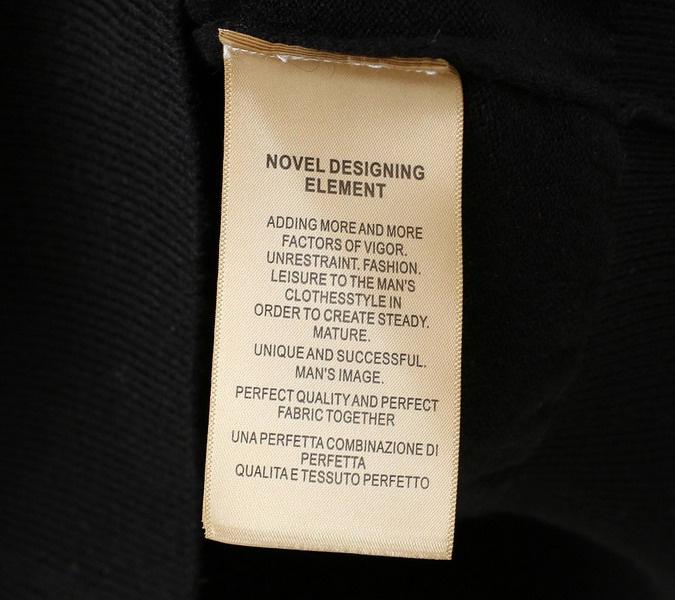 NOVEL DESIGNING
ELEMENT
ADDING MORE AND MORE
FACTORS OF VIGOR.
UNRESTRAINT. FASHION.
LEISURE TO THE MAN'S
CLOTHESSTYLE IN
ORDER TO CREATE STEADY.
MATURE.
UNIQUE AND SUCCESSFUL.
MAN'S IMAGE.
PERFECT QUALITY AND PERFECT
FABRIC TOGETHER
UNA PERFETTA COMBINAZIONE DI
PERFETTA
QUALITA E TESSUTO PERFETTO